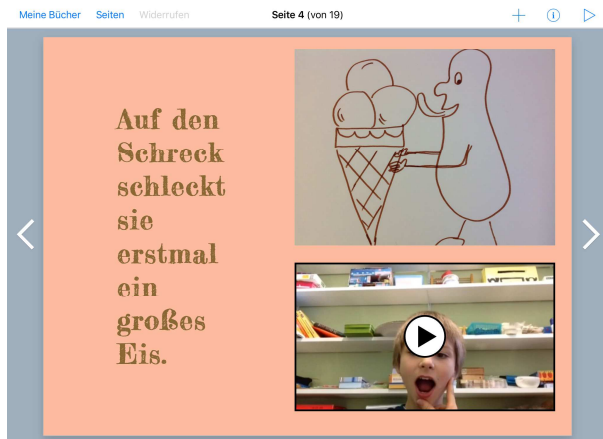 Meine Bücher Seiten Widerrufen Seite 4 (von 19)
Auf den
Schreck
schleckt
sie
erstmal
ein
großes
Eis.